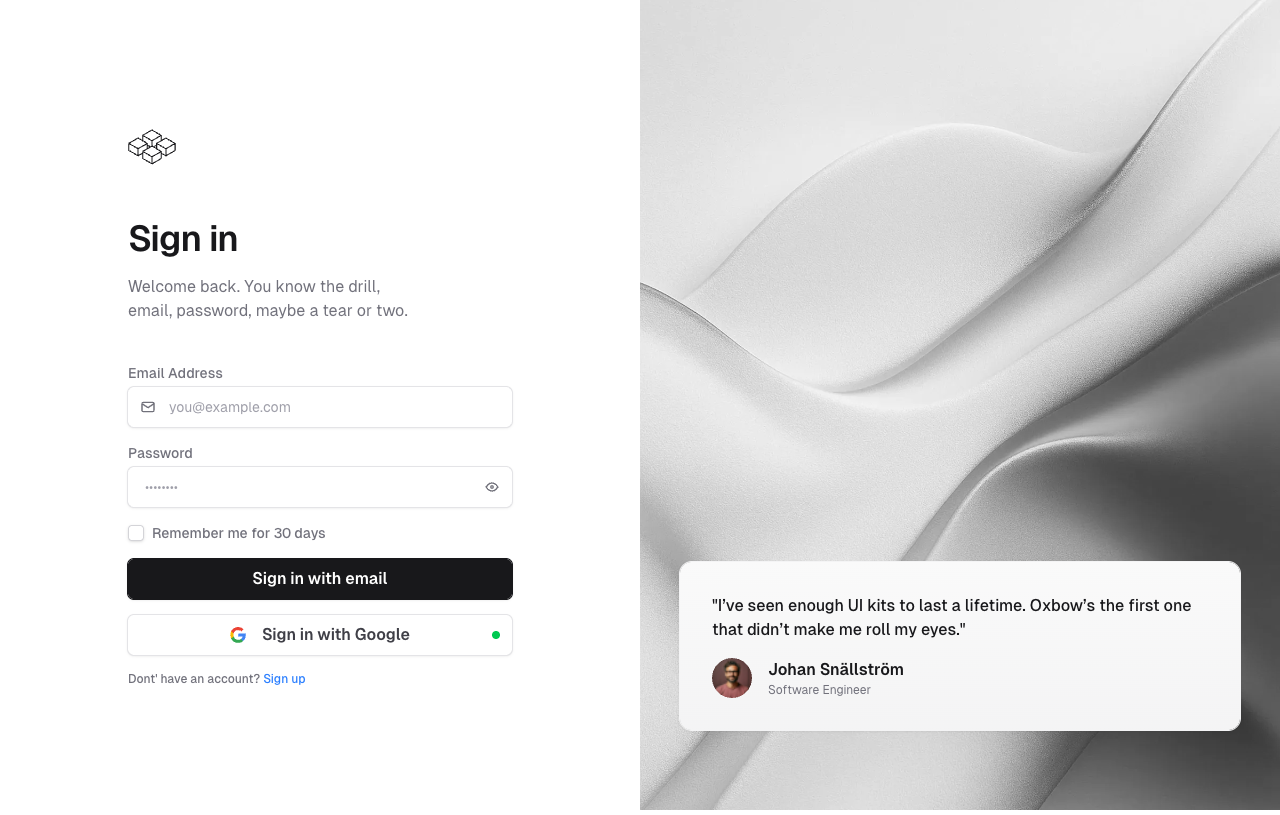 Sign in
Welcome back. You know the drill,
email, password, maybe a tear or two.
Email Address
you@example.com
Password
••••••••
Remember me for 30 days
Sign in with email
Sign in with Google
Dont' have an account? Sign up
"I’ve seen enough UI kits to last a lifetime. Oxbow’s the first one
that didn’t make me roll my eyes."
Johan Snällström
Software Engineer